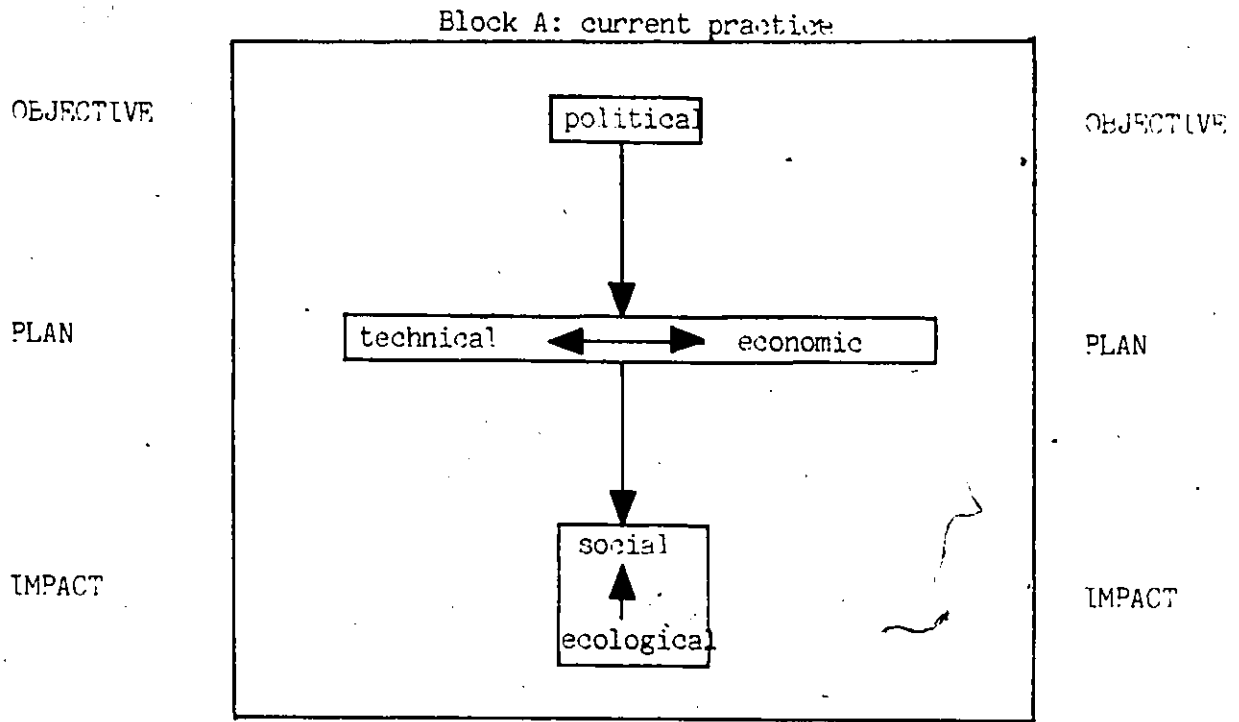 Block A: current practice
OBJECTIVE political OBJECTIVE
PLAN technical economic PLAN
social
IMPACT IMPACT
ecological